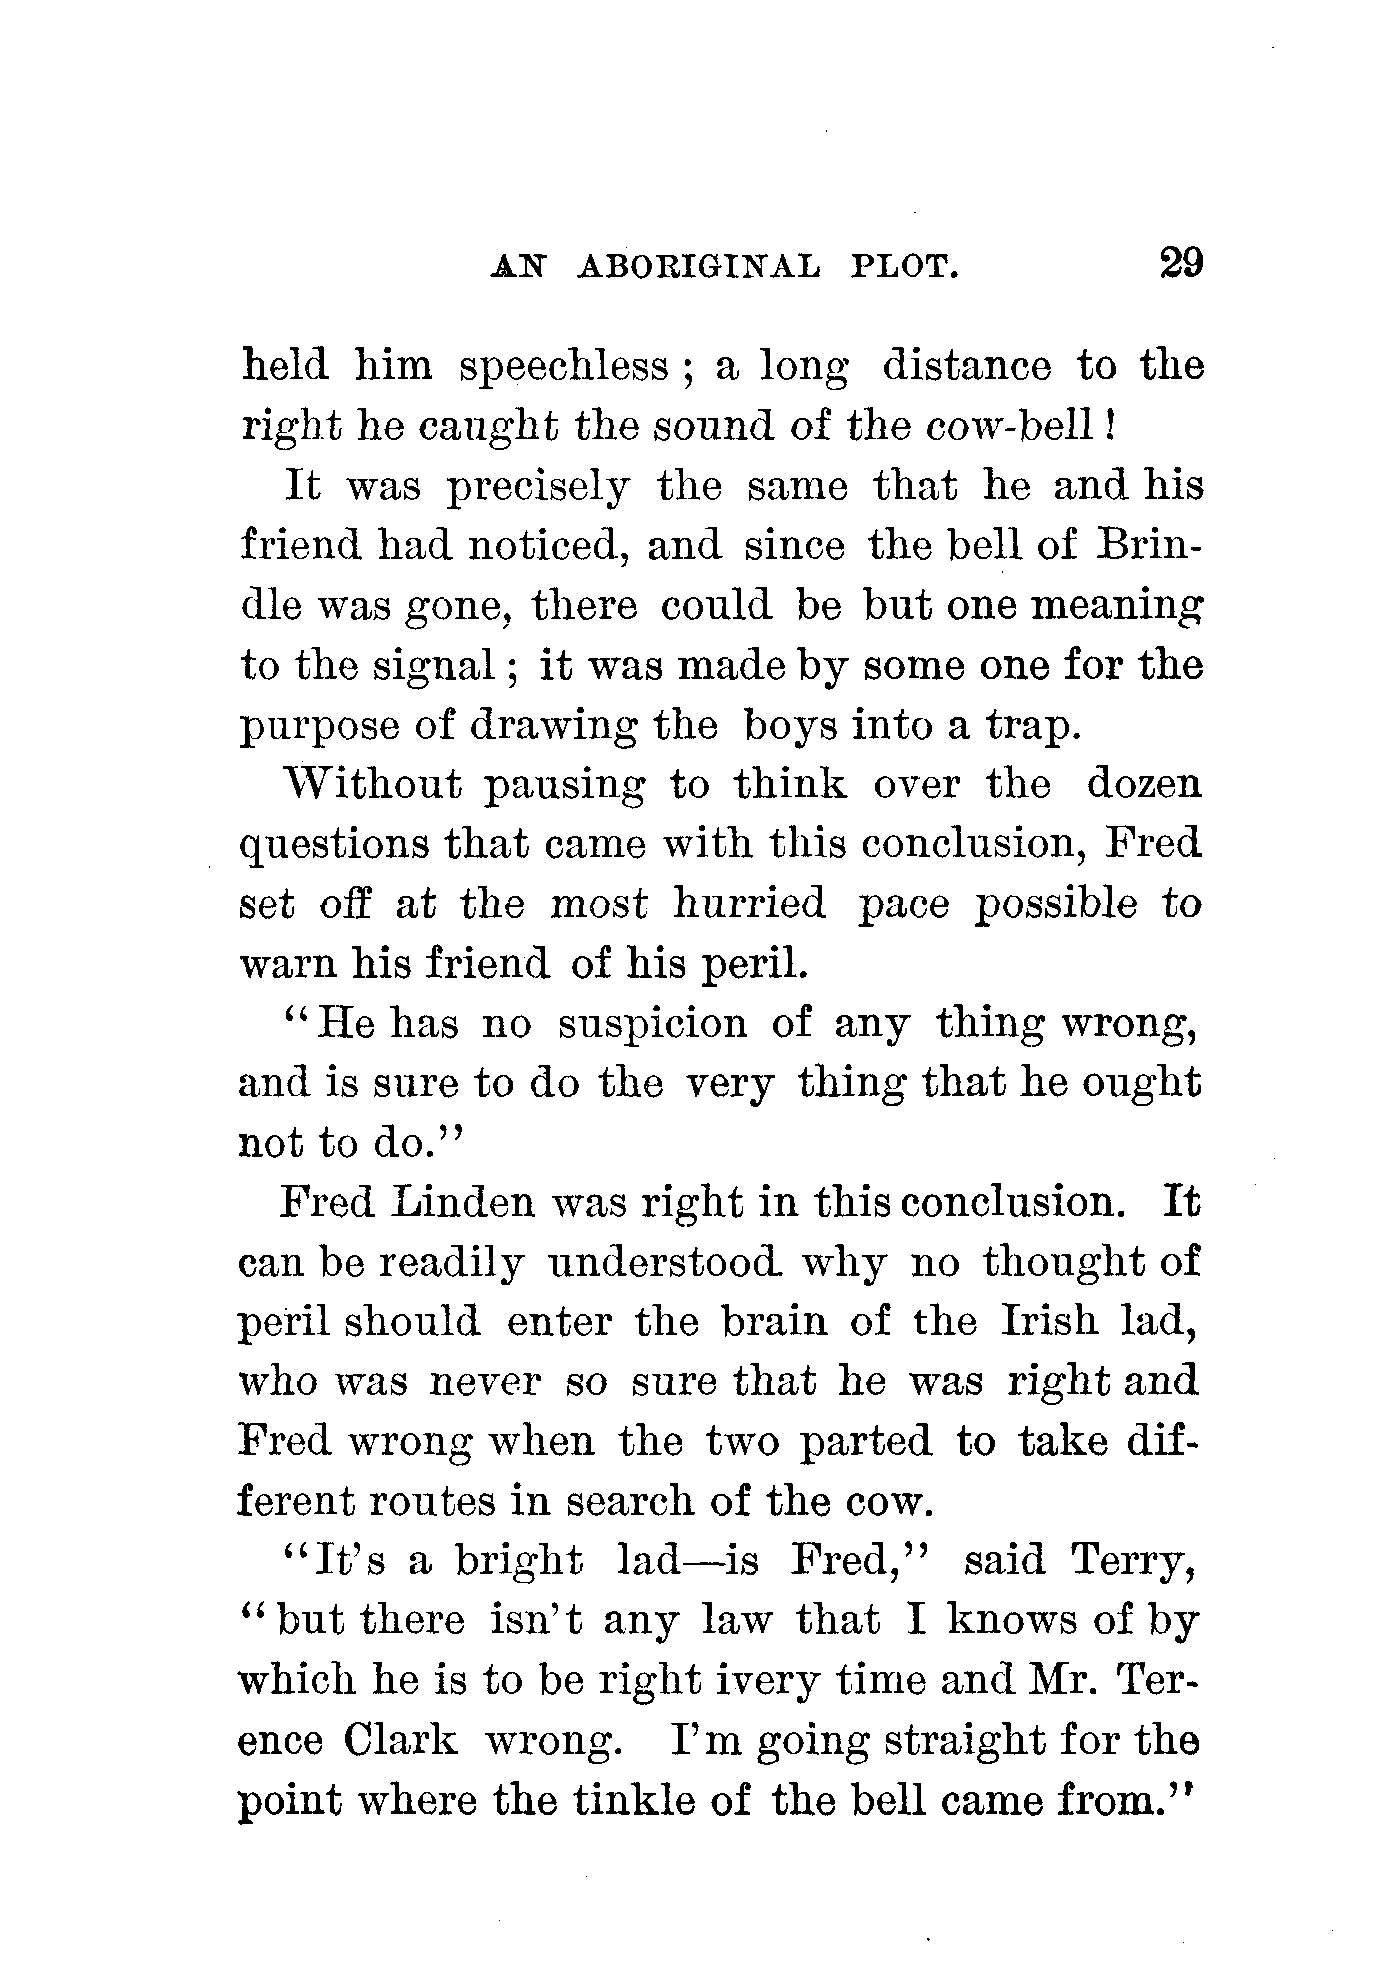 AN ABORIGINAL PLOT. 29
held him speechless ; a long distance to the
right he caught the sound of the cow-bell !
It was precisely the same that he and his
friend had noticed, and since the bell of Brin-
dle was gone, there could be but one meaning
to the signal ; it was made by some one for the
purpose of drawing the boys into a trap.
Without pausing to think over the dozen
questions that came with this conclusion, Fred
set off at the most hurried pace possible to
warn his friend of his peril.
“ He has no suspicion of any thing wrong,
and is sure to do the very thing that he ought
not to do.”
Fred Linden was right in this conclusion. It
can be readily understood why no thought of
peril should enter the brain of the Irish lad,
who was never so sure that he was right and
Fred wrong when the two parted to take dif-
ferent routes in search of the cow.
“It’s a bright lad—is Fred,” said Terry,
“ but there isn’t any law that I knows of by
which he is to be right ivery time and Mr. Ter-
ence Clark wrong. I’m going straight for the
point where the tinkle of the bell came from.”